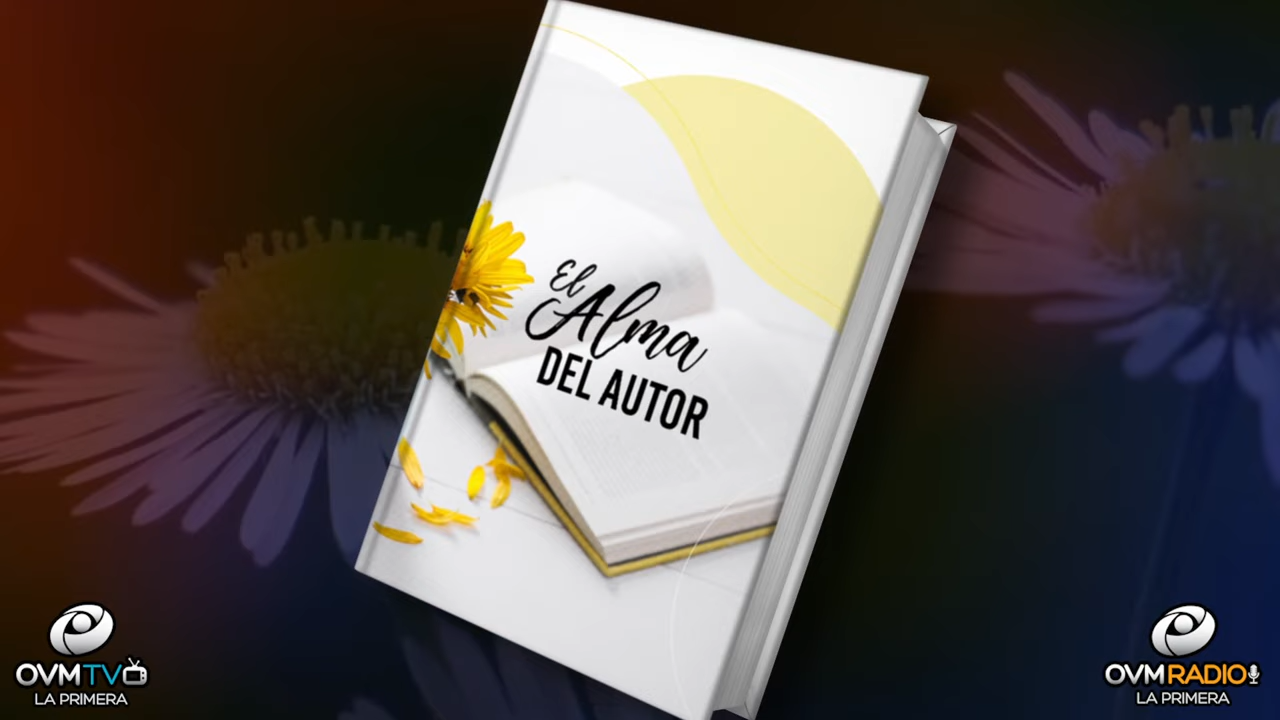 El
Alma
DEL AUTOR
OVMTV
LA PRIMERA
OVMRADIO
LA PRIMERA